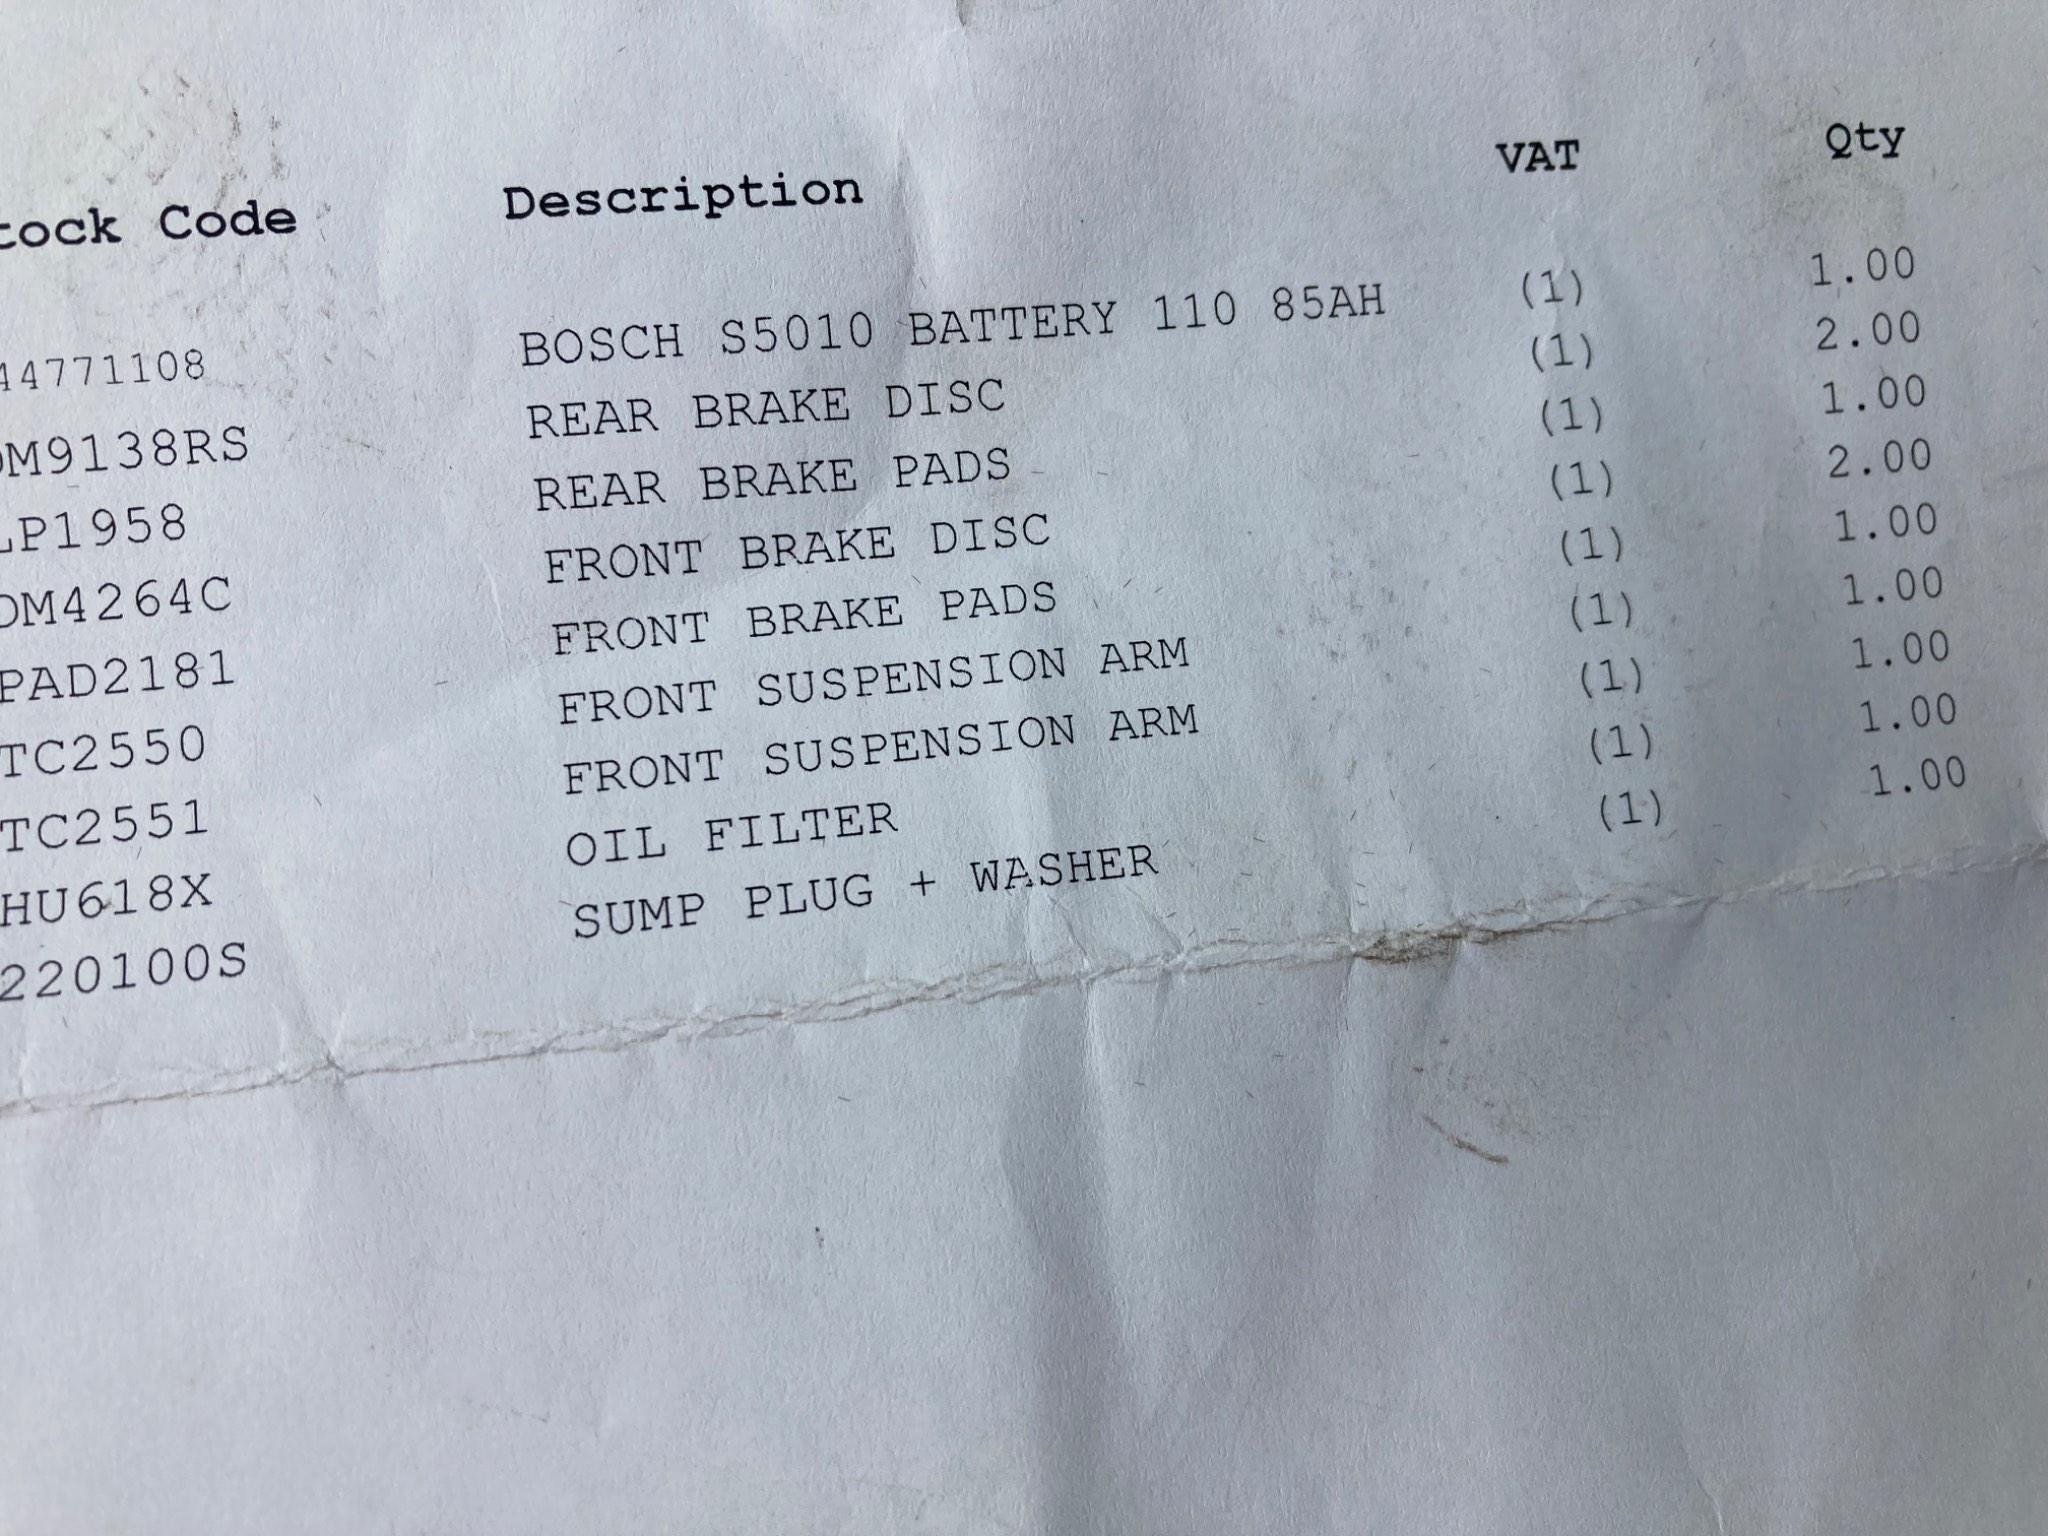 tock Code Description VAT Qty
44771108 BOSCH S5010 BATTERY 110 85AH (1) 1.00
DM9138RS REAR BRAKE DISC (1) 2.00
LP1958 REAR BRAKE PADS (1) 1.00
DM4264C FRONT BRAKE DISC (1) 2.00
PAD2181 FRONT BRAKE PADS (1) 1.00
TC2550 FRONT SUSPENSION ARM (1) 1.00
TC2551 FRONT SUSPENSION ARM (1) 1.00
HU618X OIL FILTER (1) 1.00
220100S SUMP PLUG + WASHER (1) 1.00